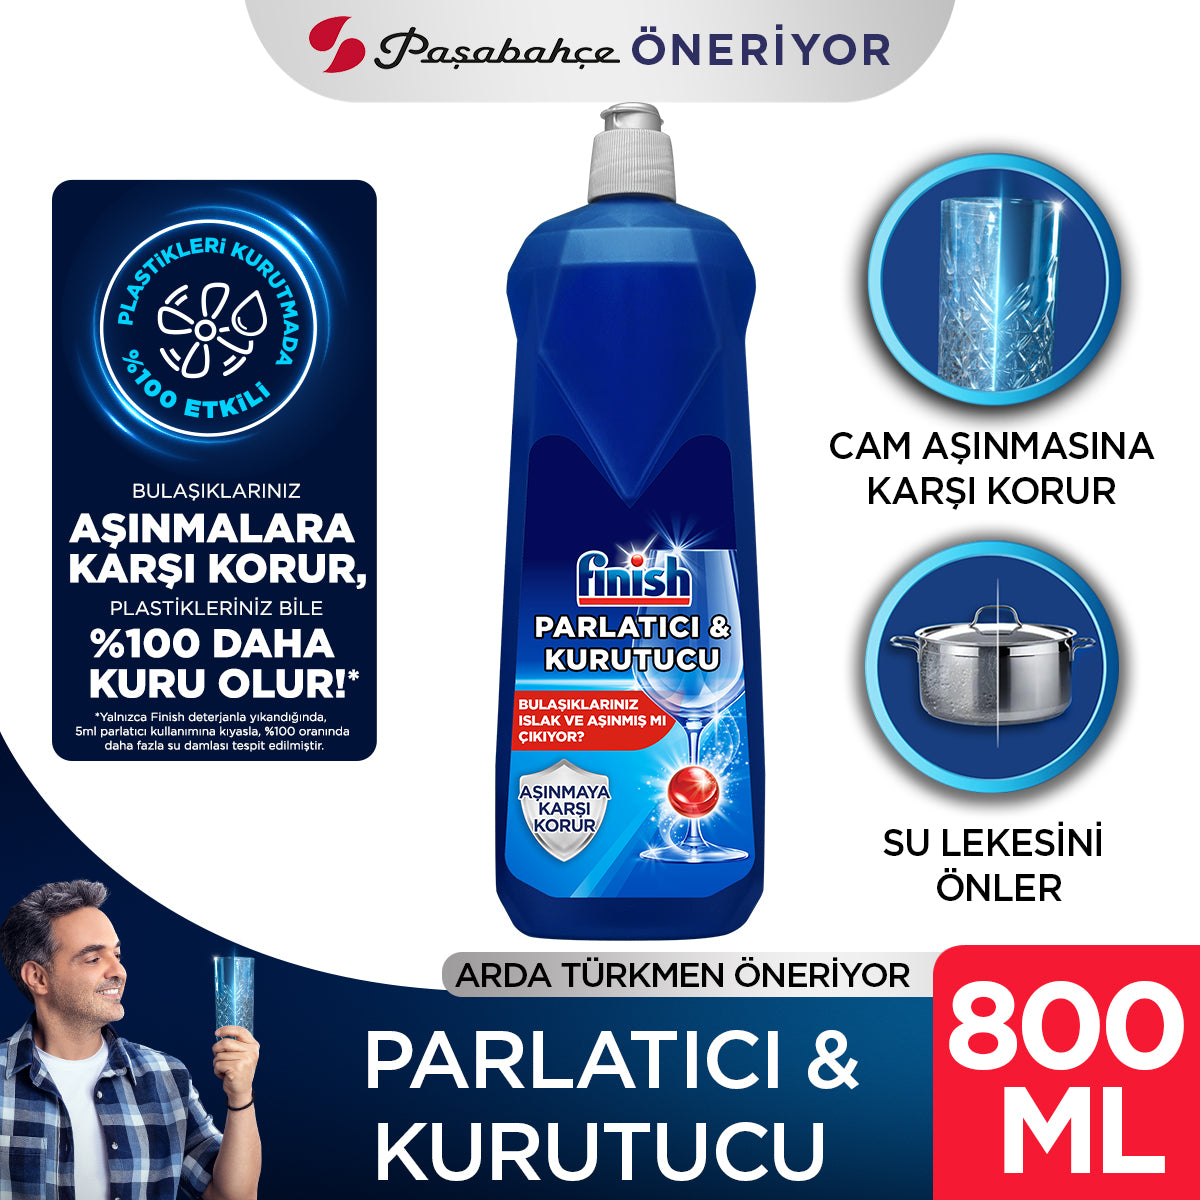 Paşabahçe ÖNERİYOR
PLASTİKLERİ KURUTMADA
%100 ETKİLİ
BULAŞIKLARINIZ
AŞINMALARA
KARŞI KORUR,
PLASTİKLERİNİZ BİLE
%100 DAHA
KURU OLUR!*
*Yalnızca Finish deterjanla yıkandığında,
5ml parlatıcı kullanımına kıyasla, %100 oranında
daha fazla su damlası tespit edilmiştir.
finish
PARLATICI &
KURUTUCU
BULAŞIKLARINIZ
ISLAK VE AŞINMIŞ MI
ÇIKIYOR?
AŞINMAYA
KARŞI
KORUR
CAM AŞINMASINA
KARŞI KORUR
SU LEKESİNİ
ÖNLER
ARDA TÜRKMEN ÖNERİYOR
PARLATICI &
KURUTUCU
800
ML